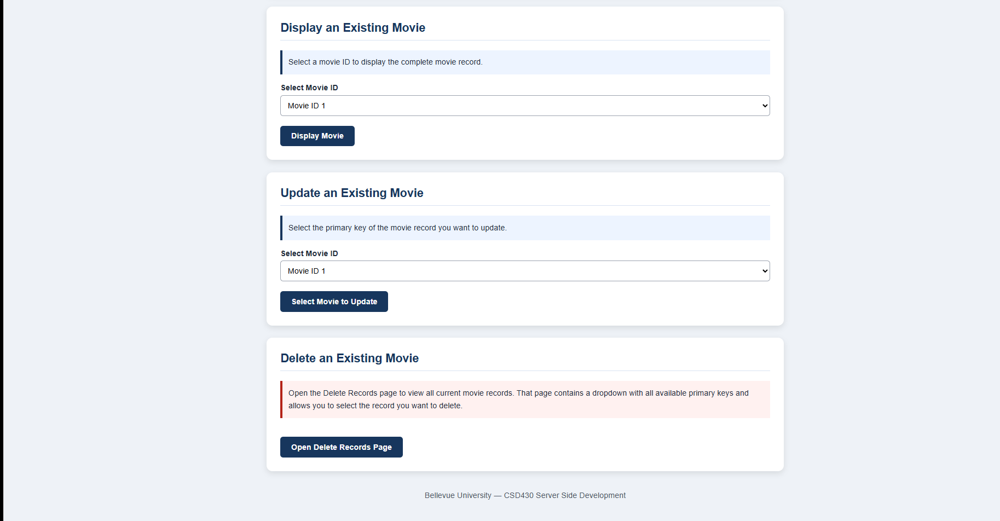 Display an Existing Movie
Select a movie ID to display the complete movie record.
Select Movie ID
Movie ID 1
Display Movie
Update an Existing Movie
Select the primary key of the movie record you want to update.
Select Movie ID
Movie ID 1
Select Movie to Update
Delete an Existing Movie
Open the Delete Records page to view all current movie records. That page contains a dropdown with all available primary keys and
allows you to select the record you want to delete.
Open Delete Records Page
Bellevue University — CSD430 Server Side Development